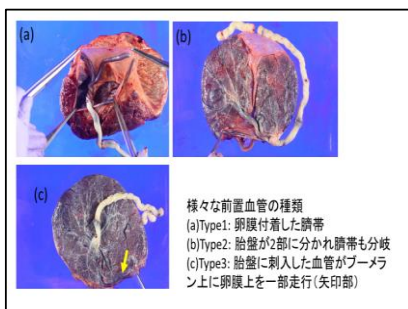 (a)
(b)
(c)
様々な前置血管の種類
(a)Type1: 卵膜付着した臍帯
(b)Type2: 胎盤が2部に分かれ臍帯も分岐
(c)Type3: 胎盤に刺入した血管がブーメラ
ン上に卵膜上を一部走行(矢印部)